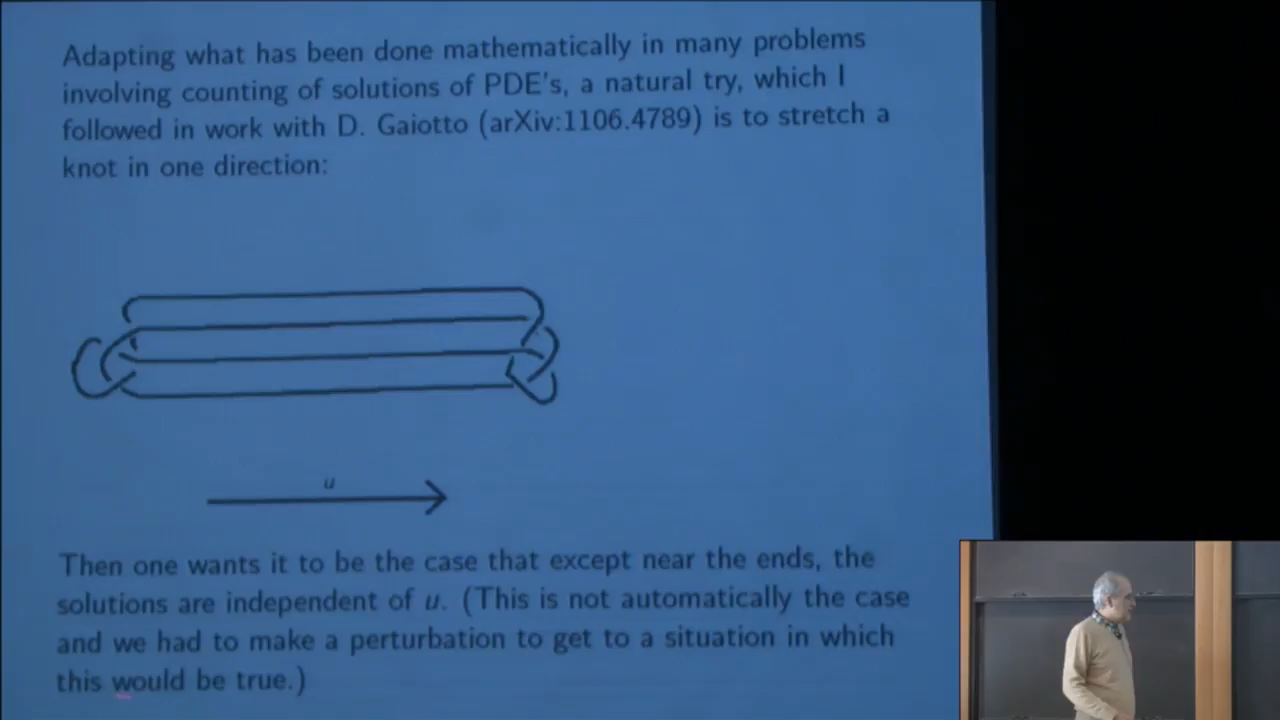 Adapting what has been done mathematically in many problems
involving counting of solutions of PDE's, a natural try, which I
followed in work with D. Gaiotto (arXiv:1106.4789) is to stretch a
knot in one direction:
u
Then one wants it to be the case that except near the ends, the
solutions are independent of u. (This is not automatically the case
and we had to make a perturbation to get to a situation in which
this would be true.)